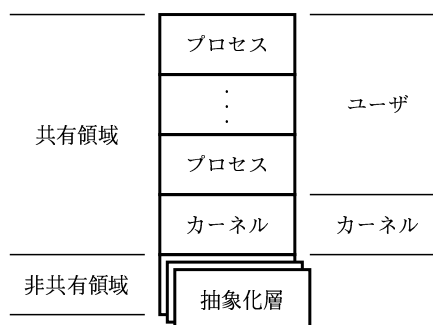 プロセス
⋮
ユーザ
共有領域
プロセス
カーネル
カーネル
非共有領域
抽象化層